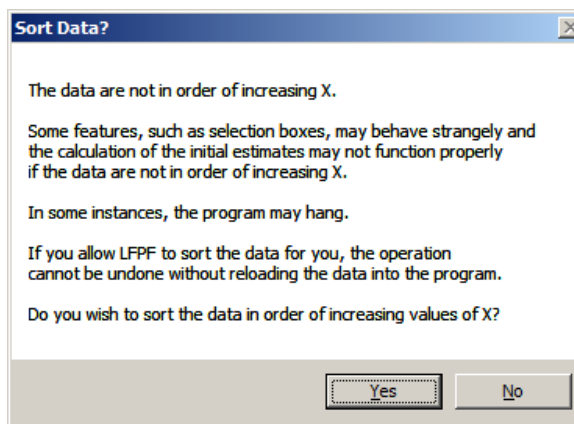 Sort Data?
The data are not in order of increasing X.
Some features, such as selection boxes, may behave strangely and
the calculation of the initial estimates may not function properly
if the data are not in order of increasing X.
In some instances, the program may hang.
If you allow LFPF to sort the data for you, the operation
cannot be undone without reloading the data into the program.
Do you wish to sort the data in order of increasing values of X?
Yes
No